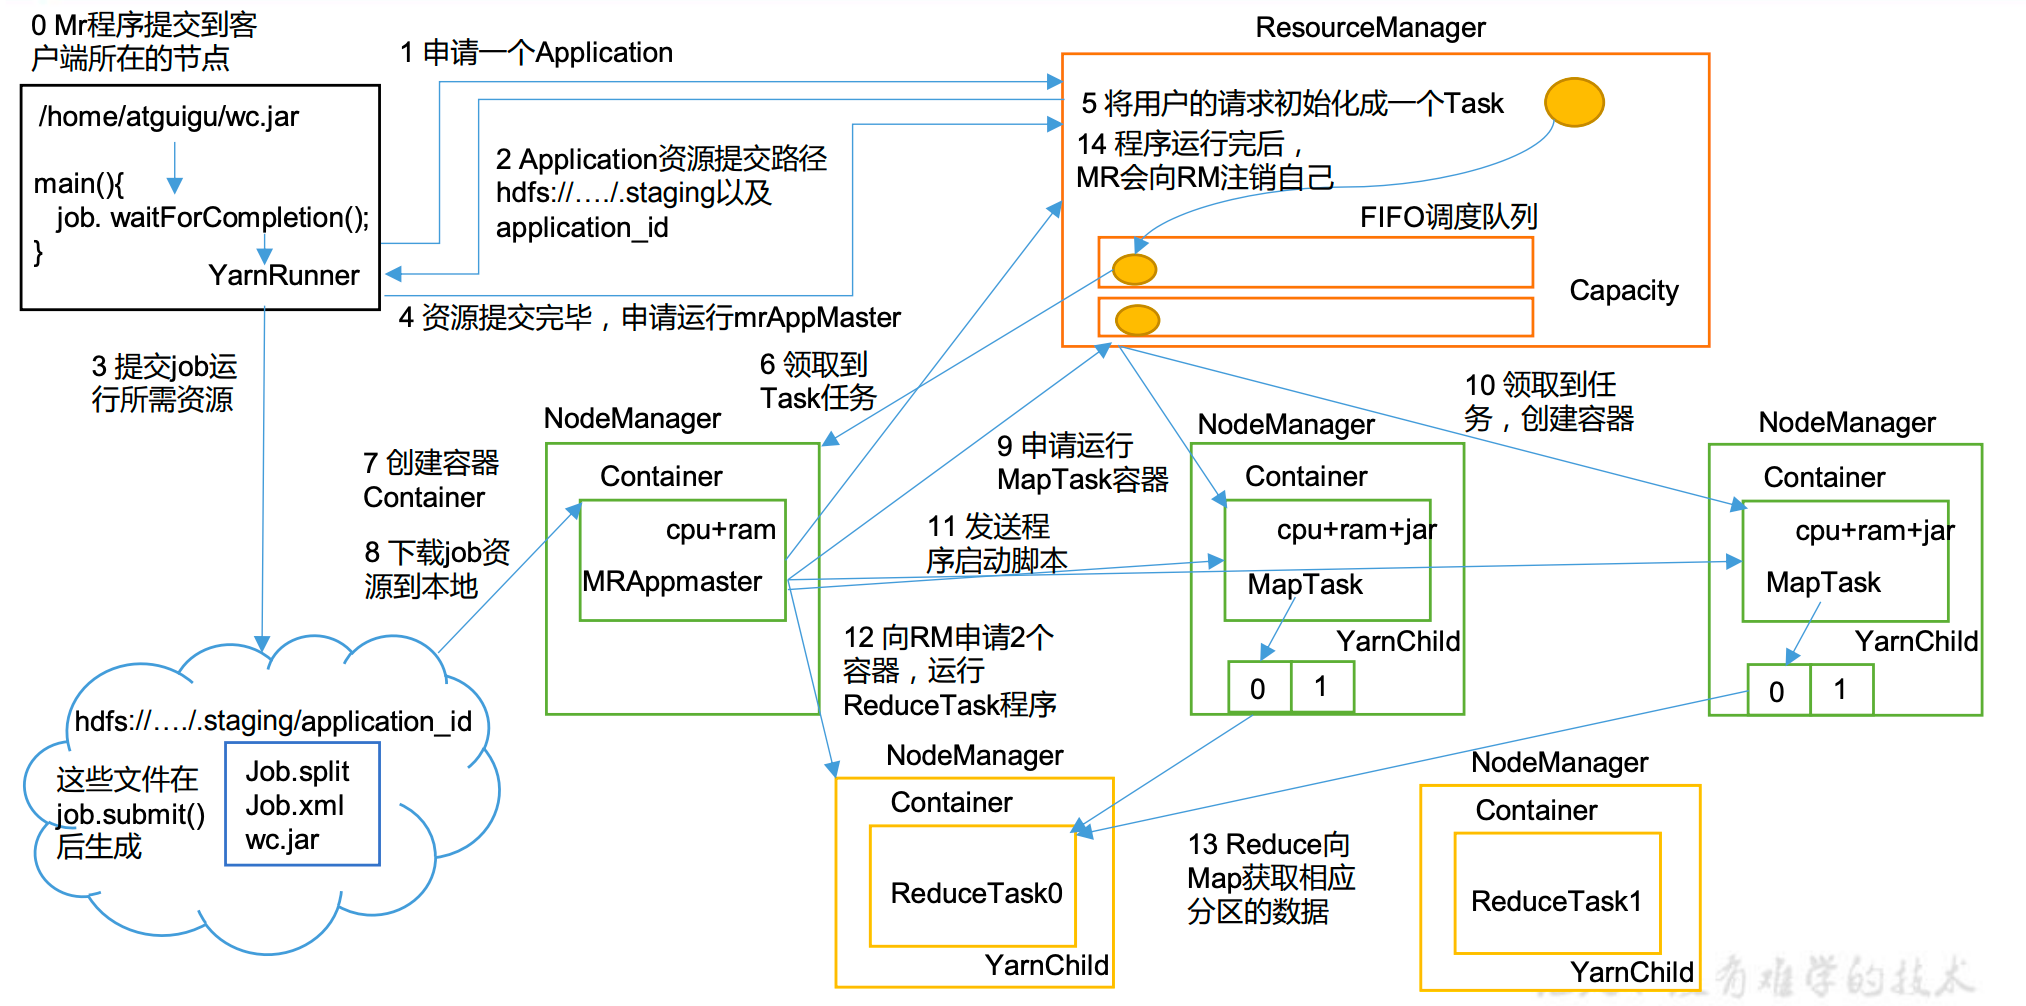 0 Mr程序提交到客
户端所在的节点
/home/atguigu/wc.jar
main(){
job. waitForCompletion();
}
YarnRunner
1 申请一个Application
2 Application资源提交路径
hdfs://…./.staging以及
application_id
4 资源提交完毕，申请运行mrAppMaster
3 提交job运
行所需资源
ResourceManager
5 将用户的请求初始化成一个Task
14 程序运行完后，
MR会向RM注销自己
FIFO调度队列
Capacity
6 领取到
Task任务
7 创建容器
Container
8 下载job资
源到本地
NodeManager
Container
cpu+ram
MRAppmaster
9 申请运行
MapTask容器
10 领取到任
务，创建容器
11 发送程
序启动脚本
NodeManager
Container
cpu+ram+jar
MapTask
YarnChild
0
1
NodeManager
Container
cpu+ram+jar
MapTask
YarnChild
0
1
12 向RM申请2个
容器，运行
ReduceTask程序
hdfs://…./.staging/application_id
这些文件在
job.submit()
后生成
Job.split
Job.xml
wc.jar
NodeManager
Container
ReduceTask0
YarnChild
13 Reduce向
Map获取相应
分区的数据
NodeManager
Container
ReduceTask1
YarnChild
有难学的技术